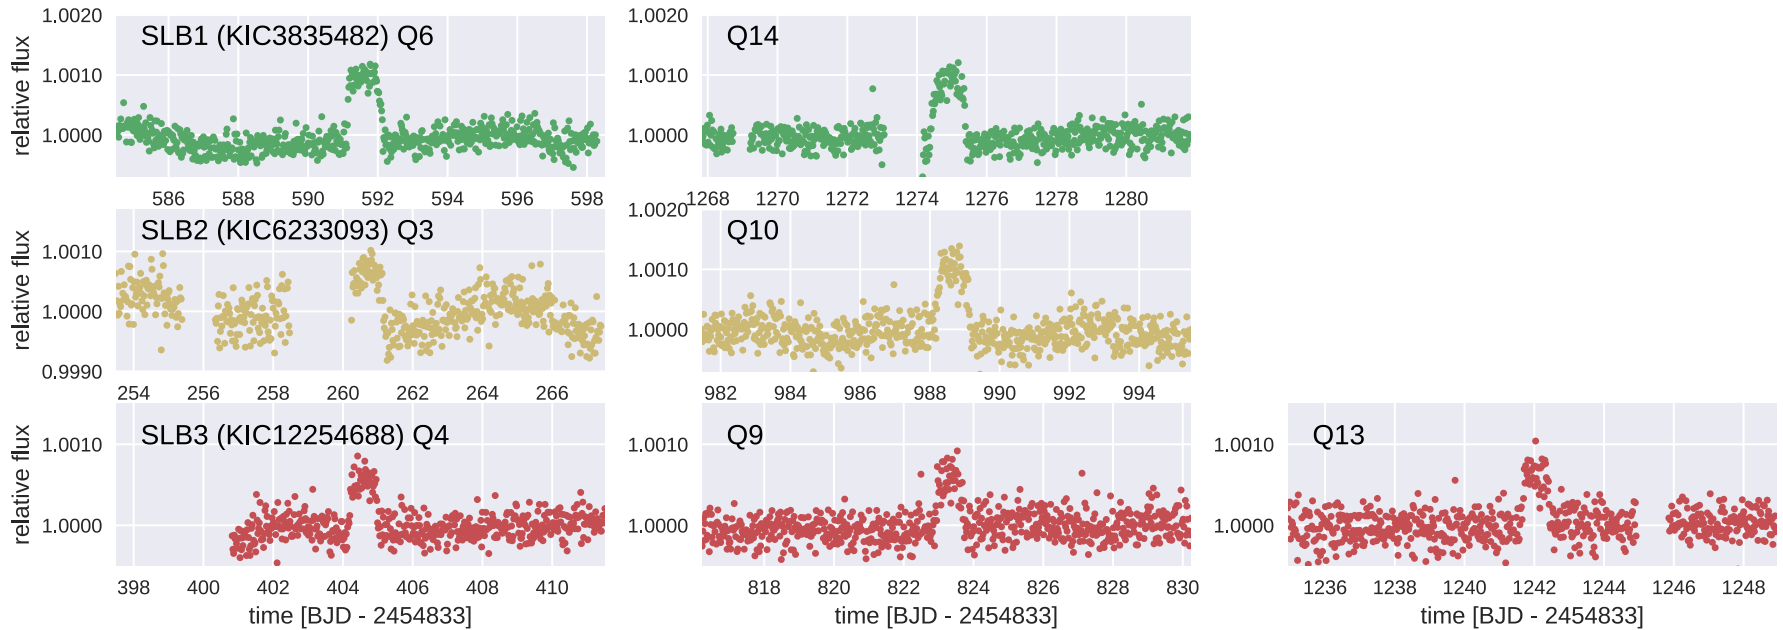 1.0020
1.0010
1.0000
relative flux
SLB1 (KIC3835482) Q6
586 588 590 592 594 596 598
1.0020
1.0010
1.0000
Q14
1268 1270 1272 1274 1276 1278 1280
1.0010
1.0000
0.9990
relative flux
SLB2 (KIC6233093) Q3
254 256 258 260 262 264 266
1.0020
1.0010
1.0000
Q10
982 984 986 988 990 992 994
1.0010
1.0000
relative flux
SLB3 (KIC12254688) Q4
398 400 402 404 406 408 410
time [BJD - 2454833]
1.0010
1.0000
Q9
818 820 822 824 826 828 830
time [BJD - 2454833]
1.0010
1.0000
Q13
1236 1238 1240 1242 1244 1246 1248
time [BJD - 2454833]